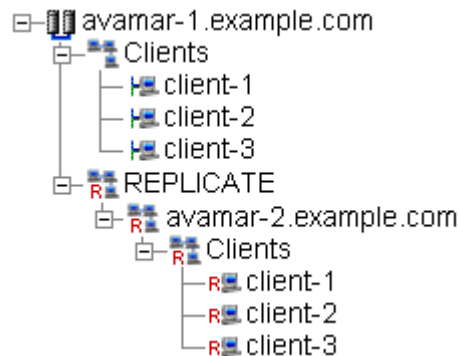 avamar-1.example.com
Clients
client-1
client-2
client-3
R REPLICATE
R avamar-2.example.com
R Clients
R client-1
R client-2
R client-3